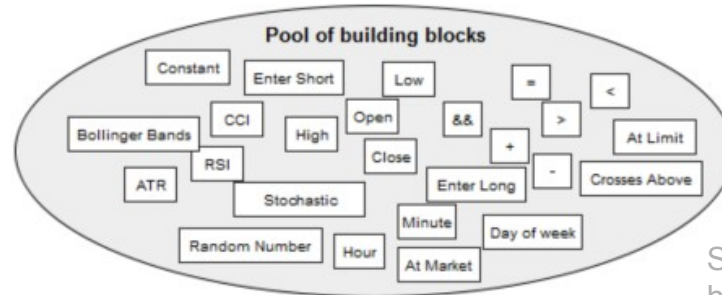 Pool of building blocks
Constant
Enter Short
Low
=
<
Bollinger Bands
CCI
High
Open
&&
>
At Limit
RSI
Close
+
-
Crosses Above
ATR
Stochastic
Enter Long
Minute
Day of week
Random Number
Hour
At Market